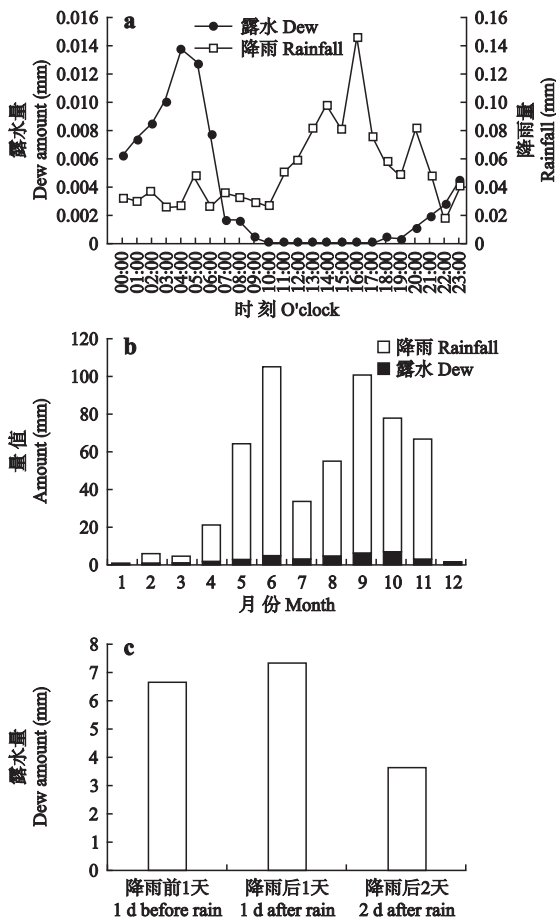 a
露水 Dew
降雨 Rainfall
露水量
Dew amount (mm)
0.016
0.014
0.012
0.010
0.008
0.006
0.004
0.002
0
0.16
0.14
0.12
0.10
0.08
0.06
0.04
0.02
0
降雨量
Rainfall (mm)
00:00 01:00 02:00 03:00 04:00 05:00 06:00 07:00 08:00 09:00 10:00 11:00 12:00 13:00 14:00 15:00 16:00 17:00 18:00 19:00 20:00 21:00 22:00 23:00
时 刻 O'clock
b
降雨 Rainfall
露水 Dew
量 值
Amount (mm)
120
100
80
60
40
20
0
1 2 3 4 5 6 7 8 9 10 11 12
月 份 Month
c
露水量
Dew amount (mm)
8
7
6
5
4
3
2
1
0
降雨前1天 降雨后1天 降雨后2天
1 d before rain 1 d after rain 2 d after rain